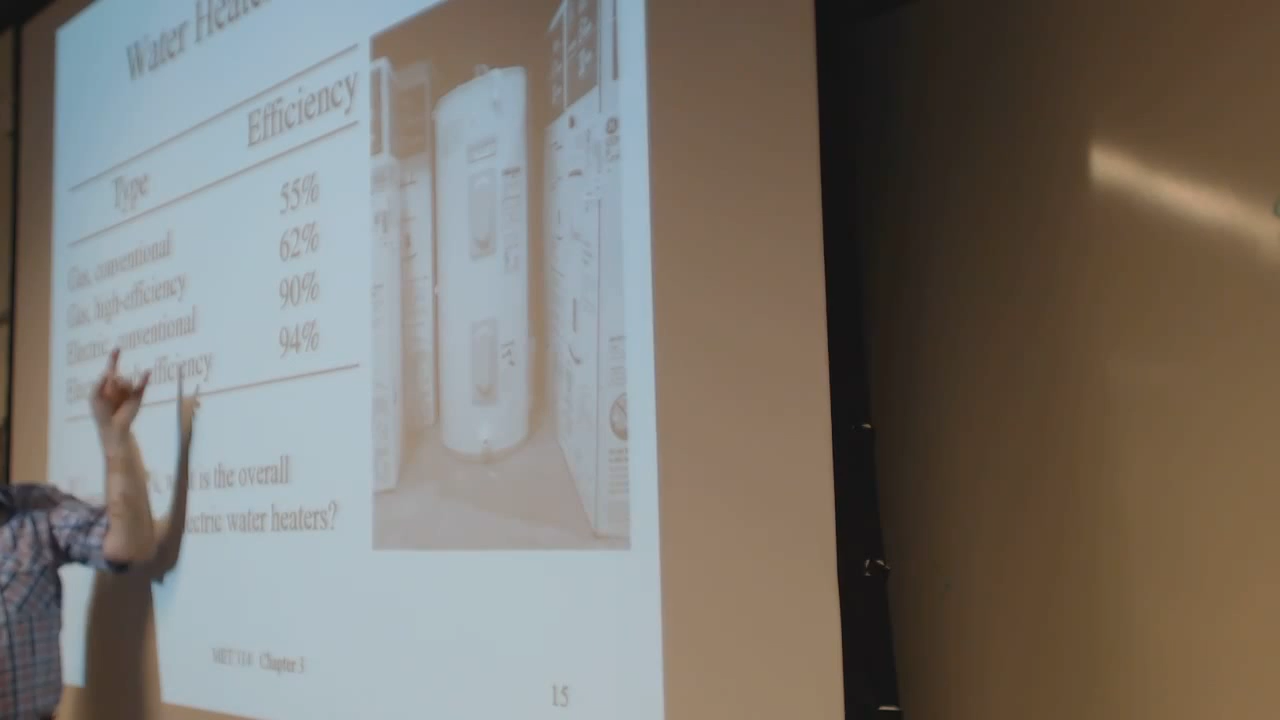 Water Heate
Type Efficiency
Gas, conventional 55%
Gas, high-efficiency 62%
Electric, conventional 90%
efficiency 94%
is the overall
ectric water heaters?
Chapter 3
15